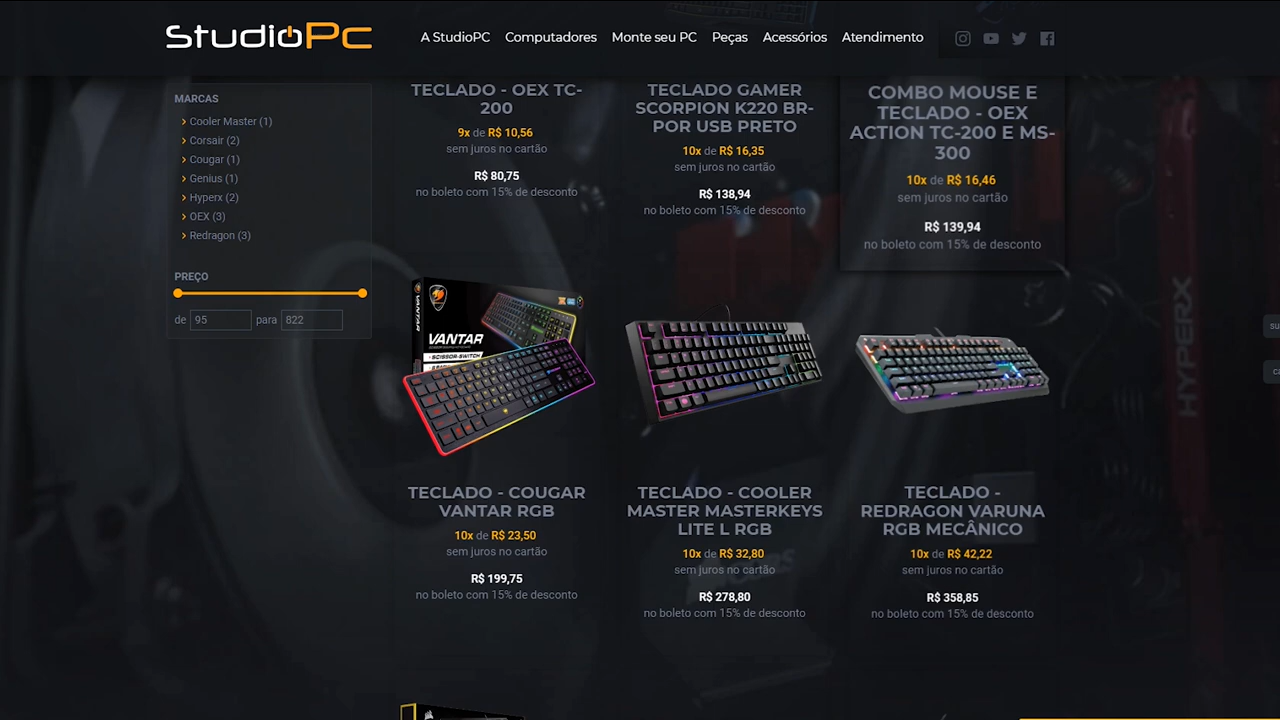 StudioPC
A StudioPC
Computadores
Monte seu PC
Peças
Acessórios
Atendimento
MARCAS
Cooler Master (1)
Corsair (2)
Cougar (1)
Genius (1)
Hyperx (2)
OEX (3)
Redragon (3)
PREÇO
de 95 para 822
TECLADO - OEX TC-
200
9x de R$ 10,56
sem juros no cartão
R$ 80,75
no boleto com 15% de desconto
TECLADO GAMER
SCORPION K220 BR-
POR USB PRETO
10x de R$ 16,35
sem juros no cartão
R$ 138,94
no boleto com 15% de desconto
COMBO MOUSE E
TECLADO - OEX
ACTION TC-200 E MS-
300
10x de R$ 16,46
sem juros no cartão
R$ 139,94
no boleto com 15% de desconto
VANTAR
SCISSOR-SWITCH
TECLADO - COUGAR
VANTAR RGB
10x de R$ 23,50
sem juros no cartão
R$ 199,75
no boleto com 15% de desconto
TECLADO - COOLER
MASTER MASTERKEYS
LITE L RGB
10x de R$ 32,80
sem juros no cartão
R$ 278,80
no boleto com 15% de desconto
TECLADO -
REDRAGON VARUNA
RGB MECÂNICO
10x de R$ 42,22
sem juros no cartão
R$ 358,85
no boleto com 15% de desconto
HYPERX
su
ca